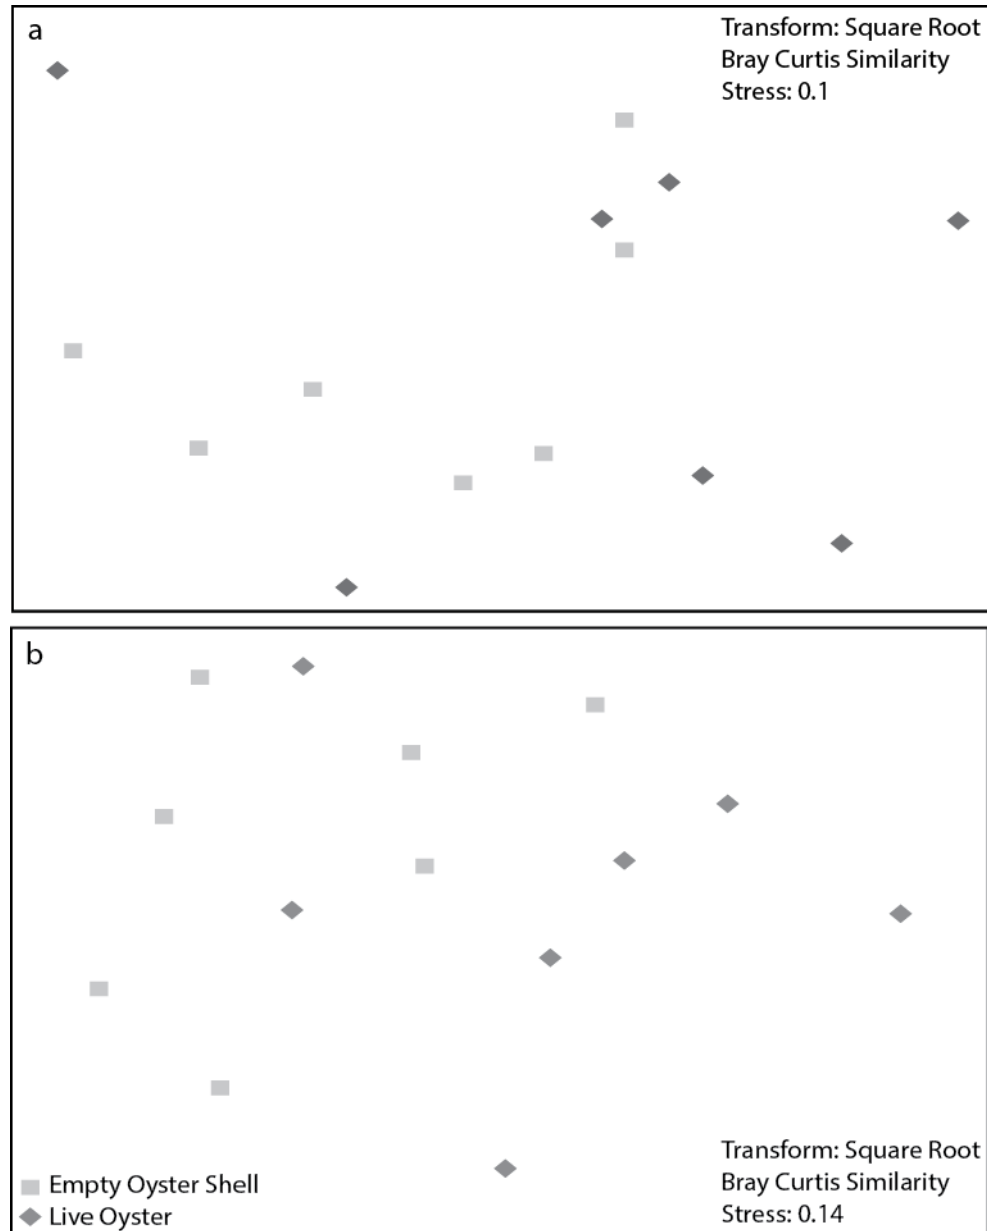 a
Transform: Square Root
Bray Curtis Similarity
Stress: 0.1
b
Empty Oyster Shell
Live Oyster
Transform: Square Root
Bray Curtis Similarity
Stress: 0.14